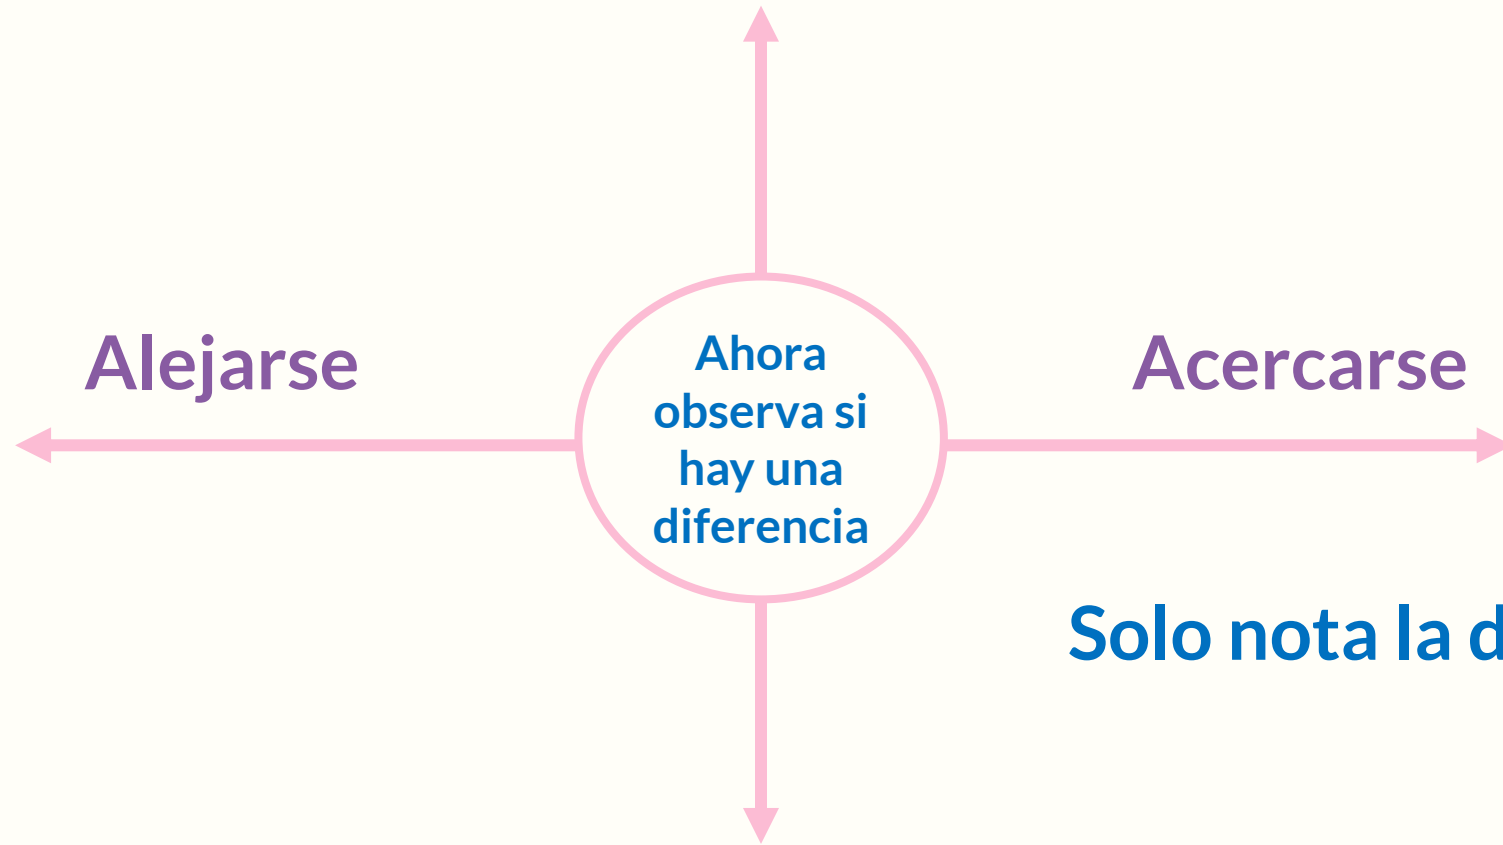 Alejarse
Ahora
observa si
hay una
diferencia
Acercarse
Solo nota la